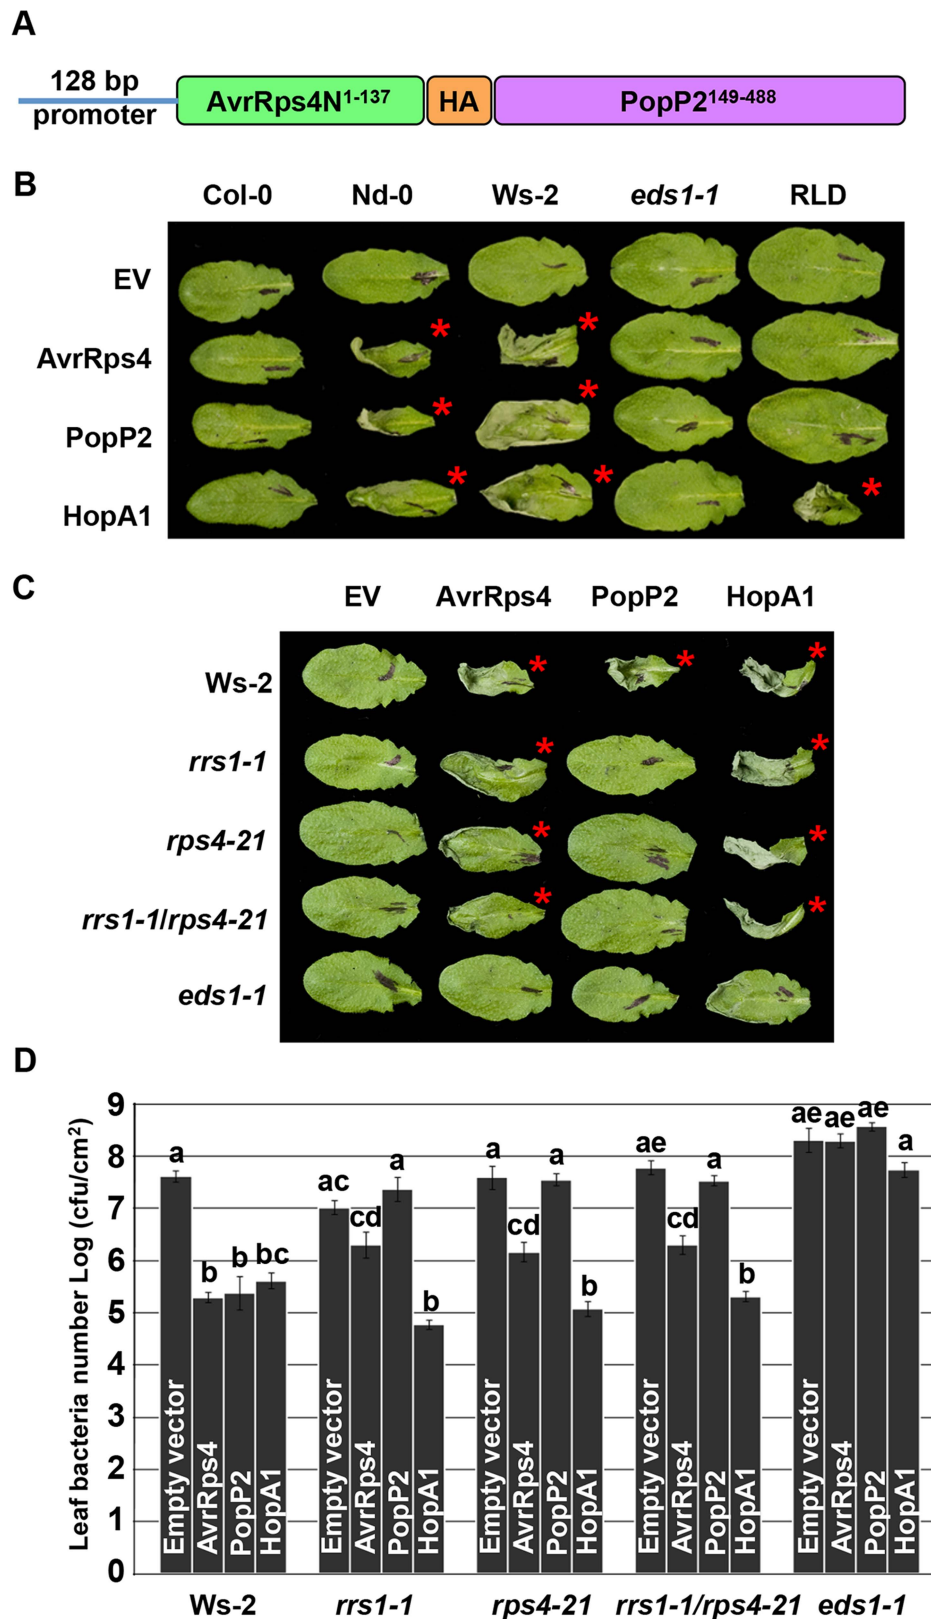 A
128 bp
promoter
AvrRps4N1-137
HA
PopP2149-488
B
Col-0 Nd-0 Ws-2 eds1-1 RLD
EV
AvrRps4 * *
PopP2 * *
HopA1 * * *
C
EV AvrRps4 PopP2 HopA1
Ws-2 * * *
rrs1-1 * *
rps4-21 * *
rrs1-1/rps4-21 * *
eds1-1
D
Leaf bacteria number Log (cfu/cm2)
9
8
7
6
5
4
3
2
1
0
a b b bc
ac cd a b
a cd a b
ae cd a b
ae ae ae a
Empty vector AvrRps4 PopP2 HopA1
Empty vector AvrRps4 PopP2 HopA1
Empty vector AvrRps4 PopP2 HopA1
Empty vector AvrRps4 PopP2 HopA1
Empty vector AvrRps4 PopP2 HopA1
Ws-2 rrs1-1 rps4-21 rrs1-1/rps4-21 eds1-1